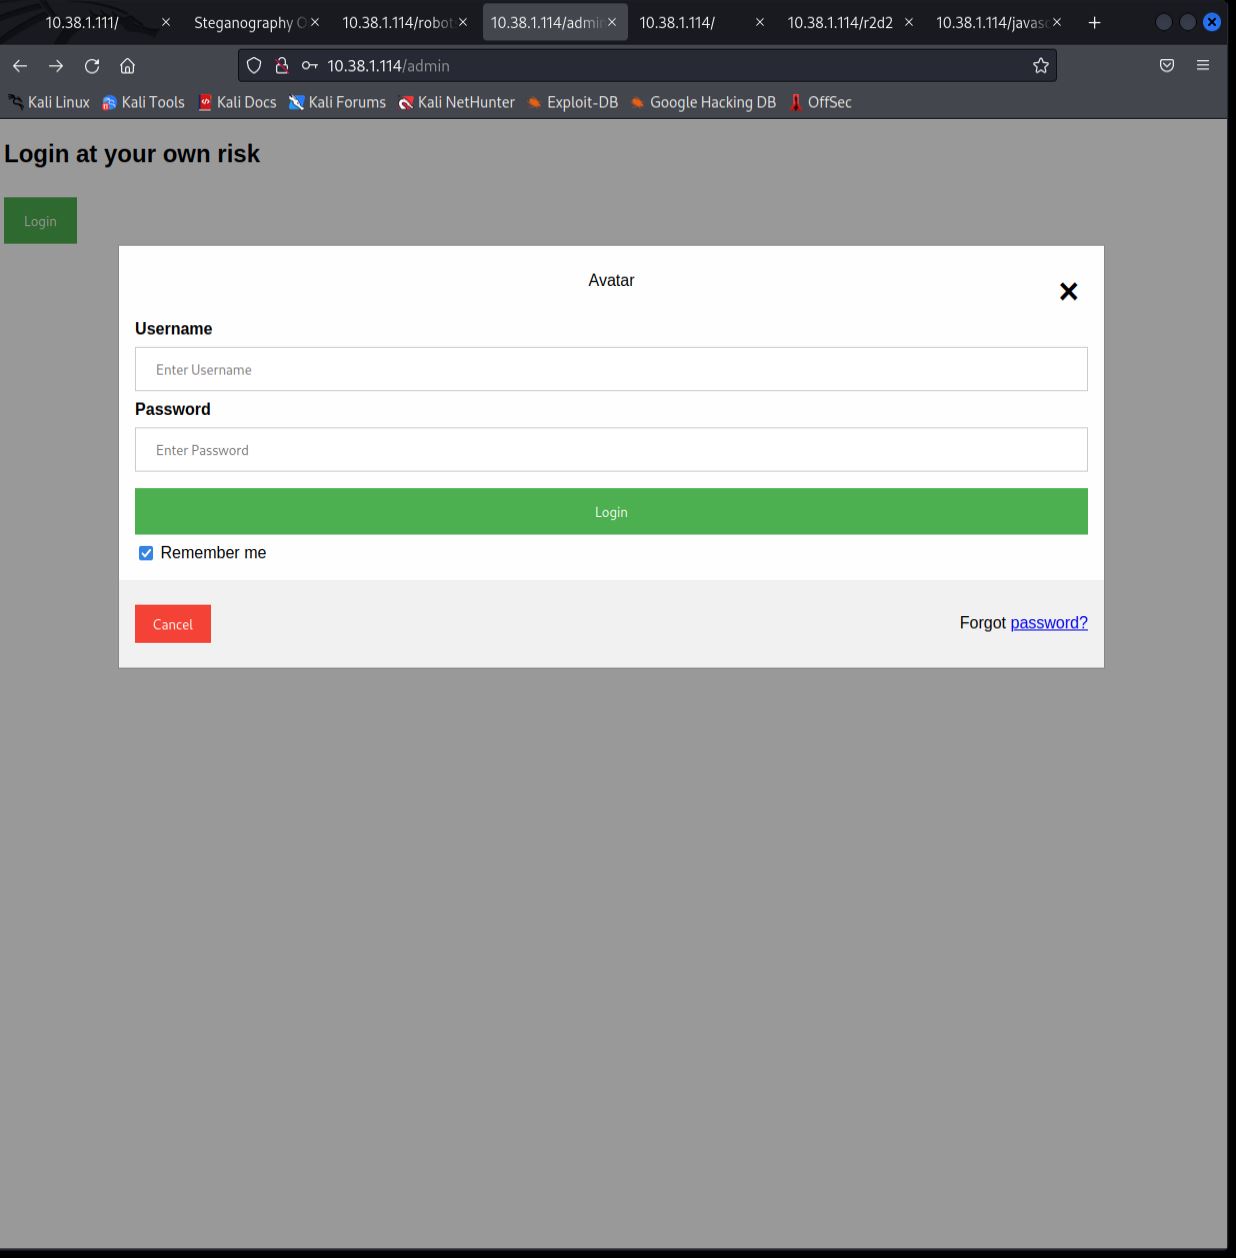 10.38.1.111/
Steganography
10.38.1.114/robot
10.38.1.114/admi
10.38.1.114/
10.38.1.114/r2d2
10.38.1.114/javasc
10.38.1.114/admin
Kali Linux
Kali Tools
Kali Docs
Kali Forums
Kali NetHunter
Exploit-DB
Google Hacking DB
OffSec
Login at your own risk
Login
Avatar
Username
Enter Username
Password
Enter Password
Login
Remember me
Cancel
Forgot password?